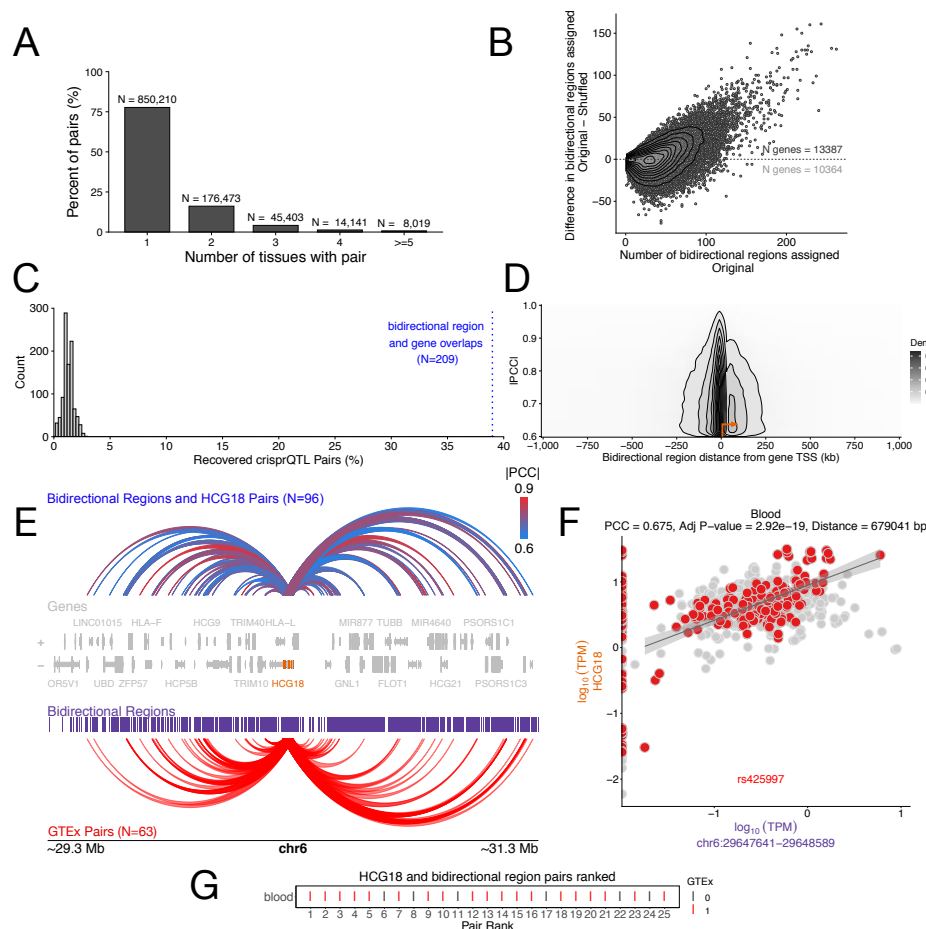 A
Percent of pairs (%)
100
75
50
25
0
N = 850,210
N = 176,473
N = 45,403
N = 14,141
N = 8,019
1
2
3
4
>=5
Number of tissues with pair
B
Difference in bidirectional regions assigned
Original − Shuffled
150
100
50
0
−50
N genes = 13387
N genes = 10364
0
100
200
Number of bidirectional regions assigned
Original
C
Count
300
200
100
0
bidirectional region
and gene overlaps
(N=209)
0
5
10
15
20
25
30
35
40
Recovered crisprQTL Pairs (%)
D
|PCC|
1.0
0.9
0.8
0.7
0.6
−1,000
−750
−500
−250
0
250
500
750
1,000
Bidirectional region distance from gene TSS (kb)
E
Bidirectional Regions and HCG18 Pairs (N=96)
|PCC|
0.9
0.6
Genes
LINC01015 HLA−F HCG9 TRIM40 HLA−L MIR877 TUBB MIR4640 PSORS1C1
+
−
OR5V1 UBD ZFP57 HCP5B TRIM10 HCG18 GNL1 FLOT1 HCG21 PSORS1C3
Bidirectional Regions
GTEx Pairs (N=63)
~29.3 Mb
chr6
~31.3 Mb
F
Blood
PCC = 0.675, Adj P−value = 2.92e−19, Distance = 679041 bp
log10 (TPM)
HCG18
1
0
−1
−2
rs425997
−1
0
1
log10 (TPM)
chr6:29647641−29648589
G
HCG18 and bidirectional region pairs ranked
blood
1 2 3 4 5 6 7 8 9 10 11 12 13 14 15 16 17 18 19 20 21 22 23 24 25
Pair Rank
GTEx
0
1